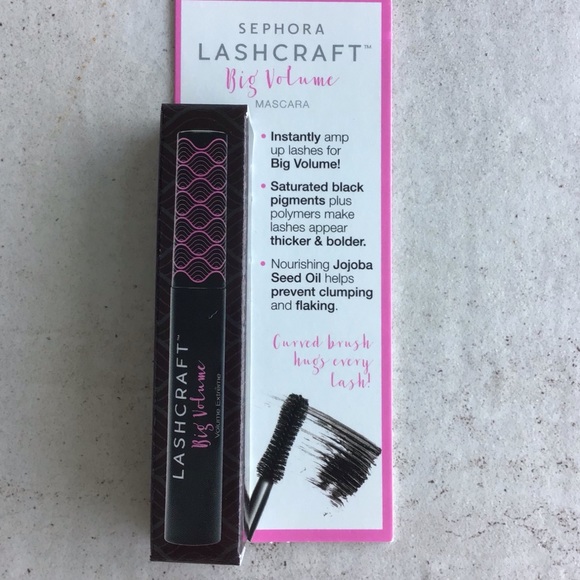 SEPHORA
LASHCRAFT™
Big Volume
MASCARA
• Instantly amp
up lashes for
Big Volume!
• Saturated black
pigments plus
polymers make
lashes appear
thicker & bolder.
• Nourishing Jojoba
Seed Oil helps
prevent clumping
and flaking.
Curved brush
hugs every
lash!
LASHCRAFT™
Big Volume
Volume Extrême